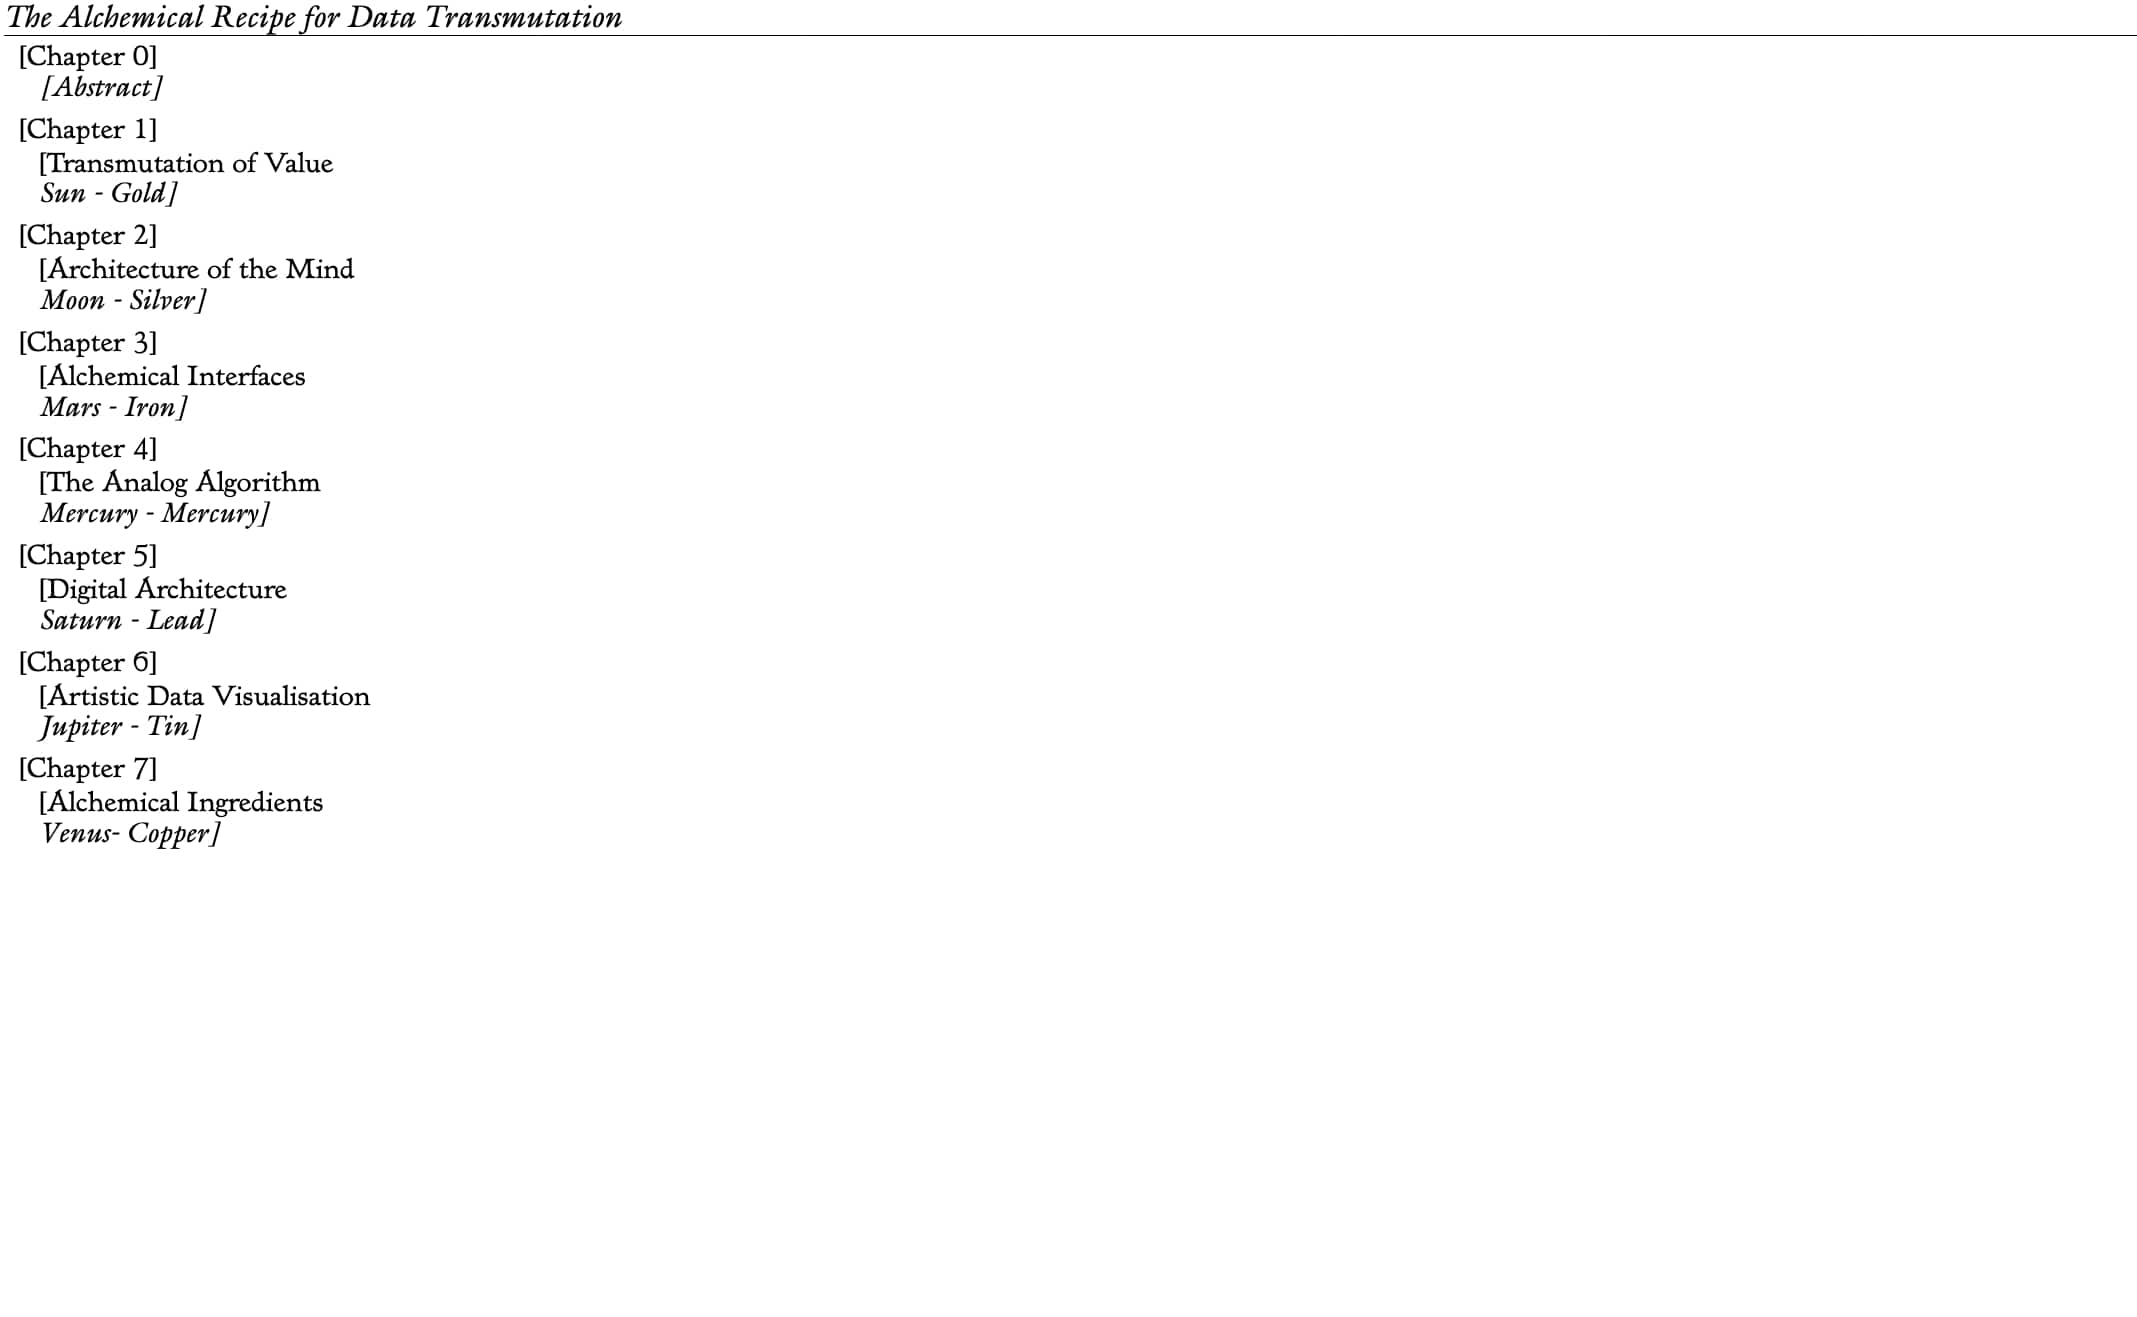 The Alchemical Recipe for Data Transmutation
[Chapter 0]
[Abstract]
[Chapter 1]
[Transmutation of Value
Sun - Gold]
[Chapter 2]
[Architecture of the Mind
Moon - Silver]
[Chapter 3]
[Alchemical Interfaces
Mars - Iron]
[Chapter 4]
[The Analog Algorithm
Mercury - Mercury]
[Chapter 5]
[Digital Architecture
Saturn - Lead]
[Chapter 6]
[Artistic Data Visualisation
Jupiter - Tin]
[Chapter 7]
[Alchemical Ingredients
Venus- Copper]